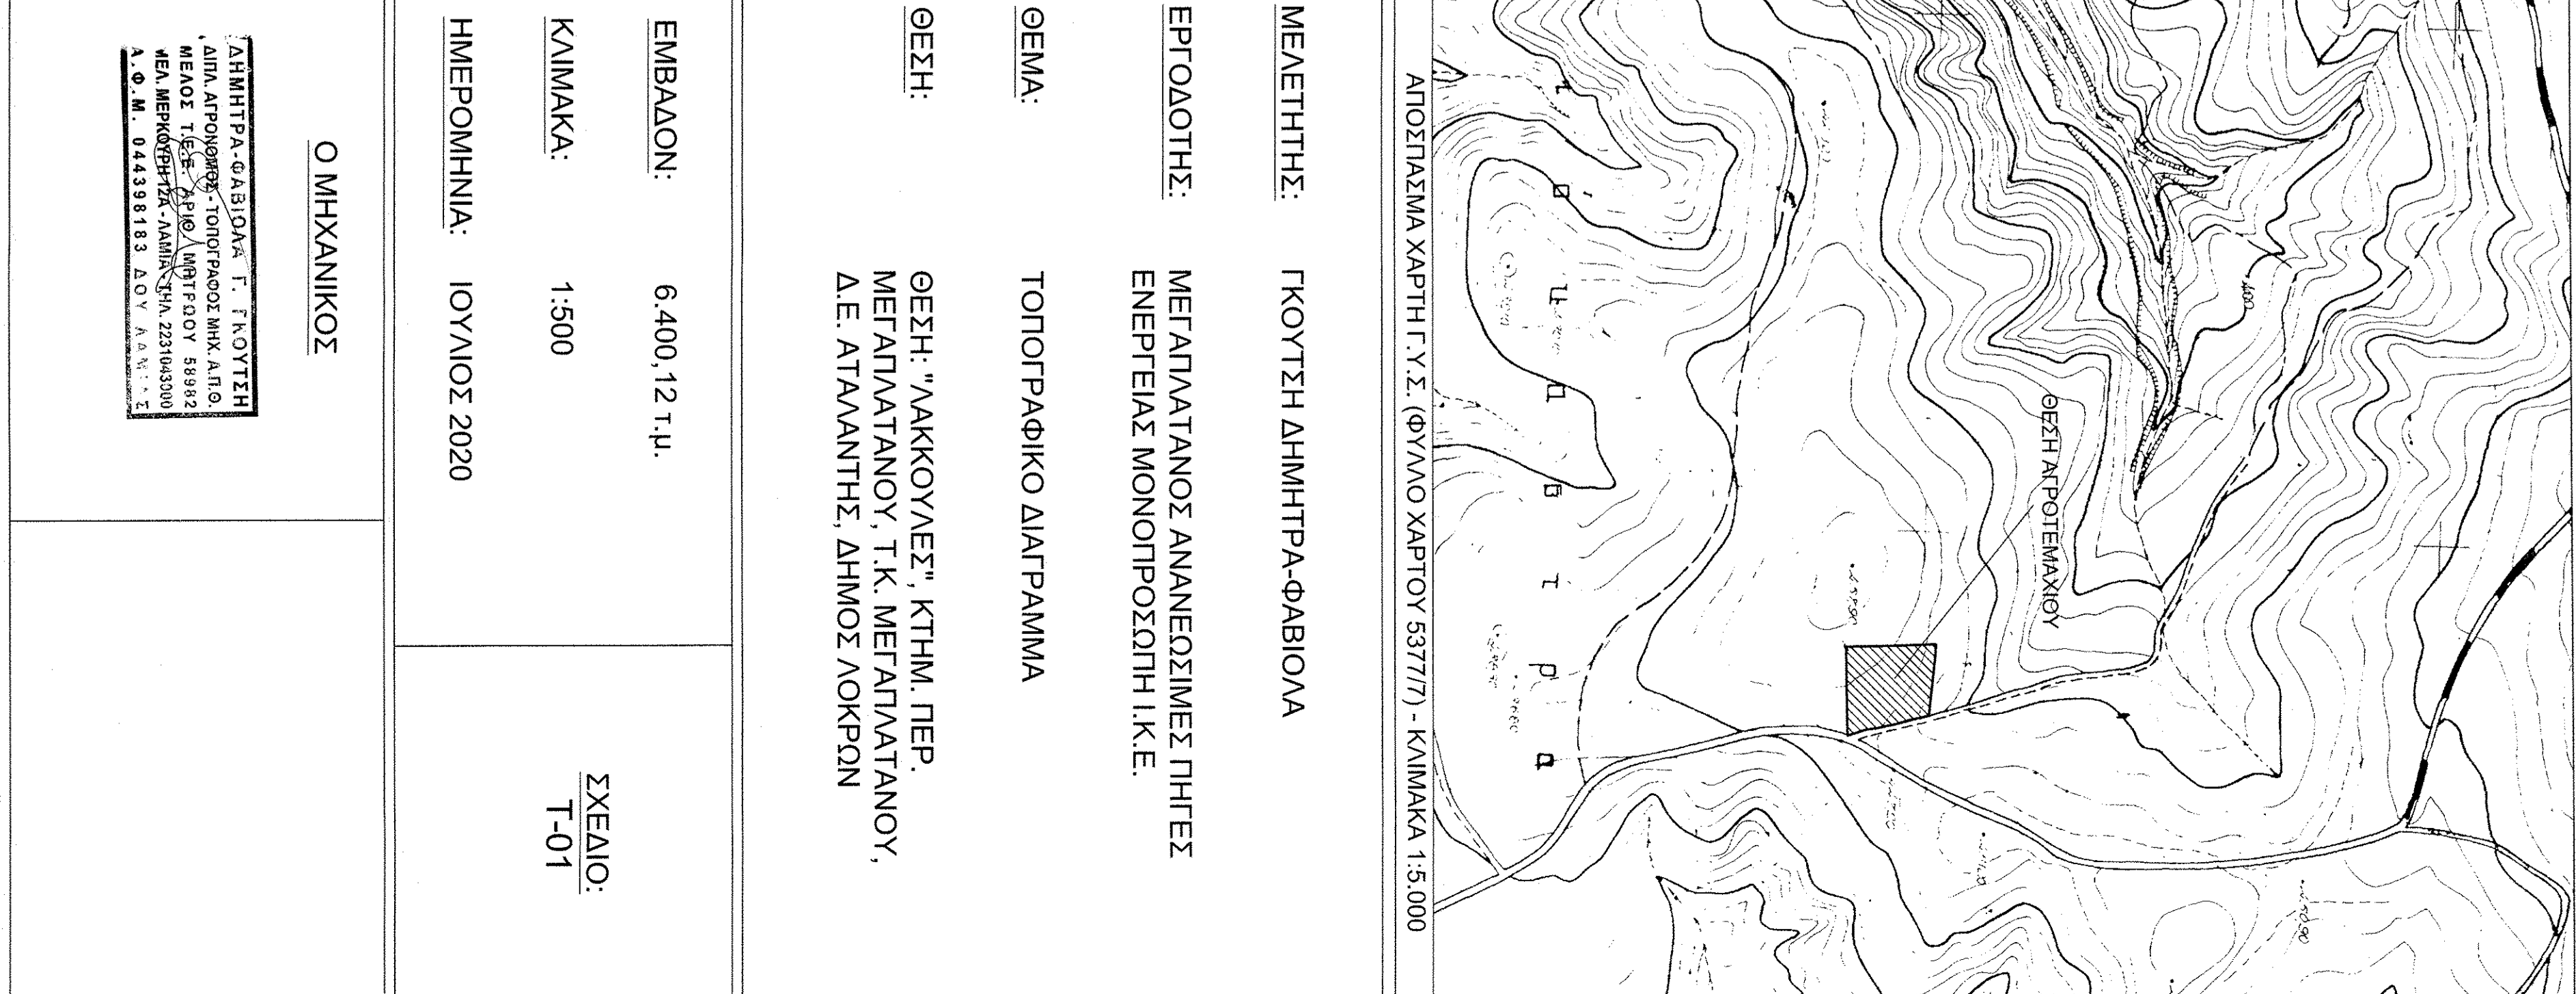 ΘΕΣΗ ΑΓΡΟΤΕΜΑΧΙΟΥ
400
ΑΠΟΣΠΑΣΜΑ ΧΑΡΤΗ Γ.Υ.Σ. (ΦΥΛΛΟ ΧΑΡΤΟΥ 5377/7) - ΚΛΙΜΑΚΑ 1:5.000
ΜΕΛΕΤΗΤΗΣ: ΓΚΟΥΤΣΗ ΔΗΜΗΤΡΑ-ΦΑΒΙΟΛΑ
ΕΡΓΟΔΟΤΗΣ: ΜΕΓΑΠΛΑΤΑΝΟΣ ΑΝΑΝΕΩΣΙΜΕΣ ΠΗΓΕΣ
ΕΝΕΡΓΕΙΑΣ ΜΟΝΟΠΡΟΣΩΠΗ Ι.Κ.Ε.
ΘΕΜΑ: ΤΟΠΟΓΡΑΦΙΚΟ ΔΙΑΓΡΑΜΜΑ
ΘΕΣΗ: ΘΕΣΗ: "ΛΑΚΚΟΥΛΕΣ", ΚΤΗΜ. ΠΕΡ.
ΜΕΓΑΠΛΑΤΑΝΟΥ, Τ.Κ. ΜΕΓΑΠΛΑΤΑΝΟΥ,
Δ.Ε. ΑΤΑΛΑΝΤΗΣ, ΔΗΜΟΣ ΛΟΚΡΩΝ
ΕΜΒΑΔΟΝ: 6.400,12 τ.μ.
ΚΛΙΜΑΚΑ: 1:500
ΗΜΕΡΟΜΗΝΙΑ: ΙΟΥΛΙΟΣ 2020
ΣΧΕΔΙΟ:
Τ-01
Ο ΜΗΧΑΝΙΚΟΣ
ΔΗΜΗΤΡΑ-ΦΑΒΙΟΛΑ Γ. ΓΚΟΥΤΣΗ
ΔΙΠΛ. ΑΓΡΟΝΟΜΟΣ - ΤΟΠΟΓΡΑΦΟΣ ΜΗΧ. Α.Π.Θ.
ΜΕΛΟΣ Τ.Ε.Ε. ΑΡΙΘ. ΜΗΤΡΩΟΥ 58982
ΜΕΛ. ΜΕΡΚΟΥΡΗ 12Α - ΛΑΜΙΑ - ΤΗΛ. 2231043000
Α.Φ.Μ. 044398183 ΔΟΥ ΛΑΜΙΑΣ